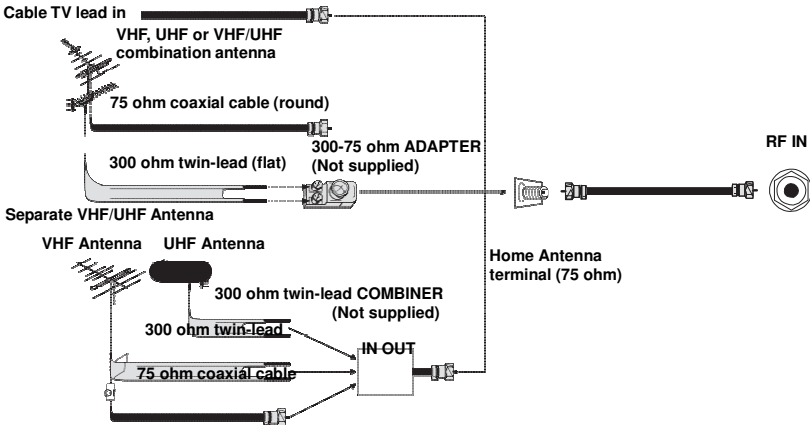 Cable TV lead in
VHF, UHF or VHF/UHF
combination antenna
75 ohm coaxial cable (round)
300-75 ohm ADAPTER
(Not supplied)
RF IN
300 ohm twin-lead (flat)
Separate VHF/UHF Antenna
VHF Antenna
UHF Antenna
Home Antenna
terminal (75 ohm)
300 ohm twin-lead COMBINER
(Not supplied)
300 ohm twin-lead
IN OUT
75 ohm coaxial cable